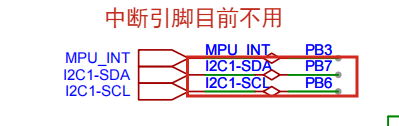 中断引脚目前不用
MPU_INT MPU_INT PB3
I2C1-SDA I2C1-SDA PB7
I2C1-SCL I2C1-SCL PB6